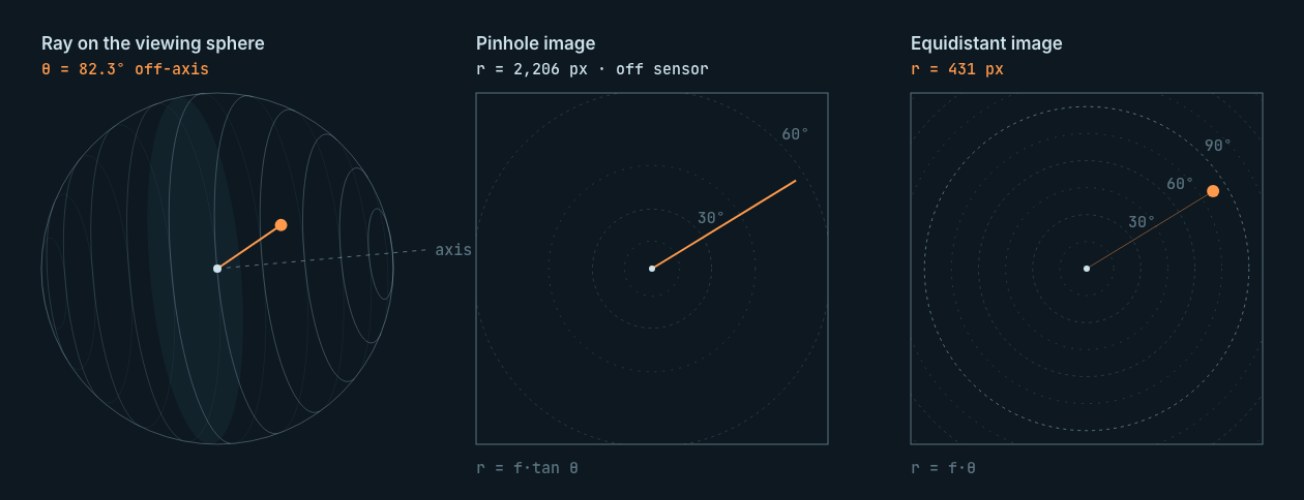 Ray on the viewing sphere
θ = 82.3° off-axis
axis
Pinhole image
r = 2,206 px · off sensor
60°
30°
r = f·tan θ
Equidistant image
r = 431 px
90°
60°
30°
r = f·θ